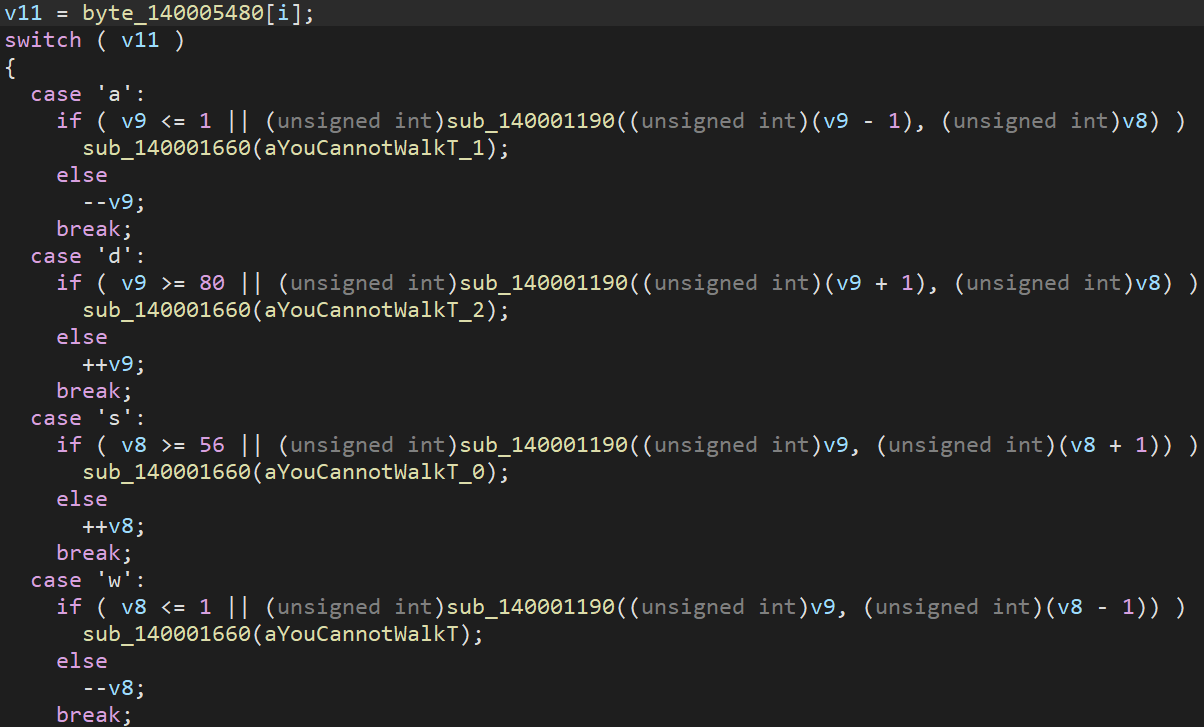 v11 = byte_140005480[i];
switch ( v11 )
{
  case 'a':
    if ( v9 <= 1 || (unsigned int)sub_140001190((unsigned int)(v9 - 1), (unsigned int)v8) )
      sub_140001660(aYouCannotWalkT_1);
    else
      --v9;
    break;
  case 'd':
    if ( v9 >= 80 || (unsigned int)sub_140001190((unsigned int)(v9 + 1), (unsigned int)v8) )
      sub_140001660(aYouCannotWalkT_2);
    else
      ++v9;
    break;
  case 's':
    if ( v8 >= 56 || (unsigned int)sub_140001190((unsigned int)v9, (unsigned int)(v8 + 1)) )
      sub_140001660(aYouCannotWalkT_0);
    else
      ++v8;
    break;
  case 'w':
    if ( v8 <= 1 || (unsigned int)sub_140001190((unsigned int)v9, (unsigned int)(v8 - 1)) )
      sub_140001660(aYouCannotWalkT);
    else
      --v8;
    break;